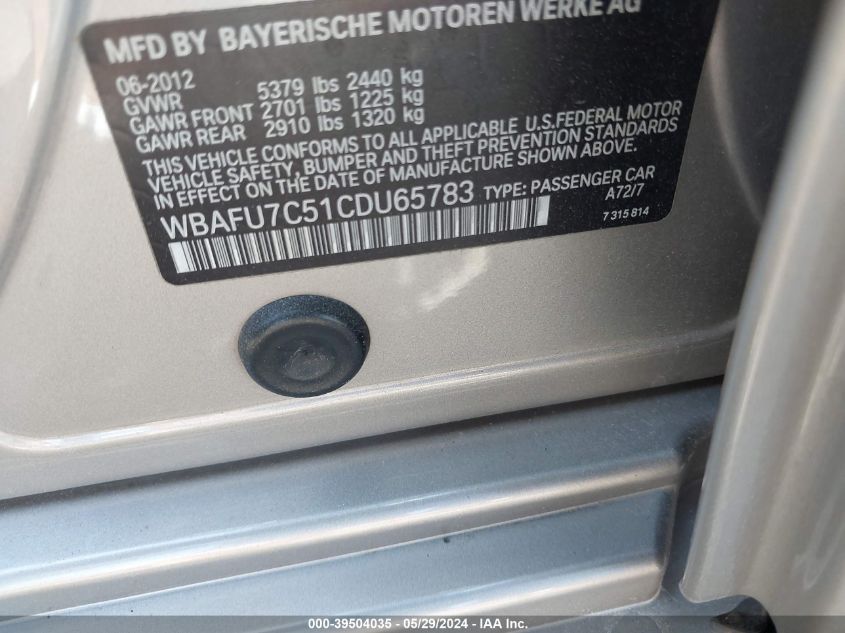 MFD BY BAYERISCHE MOTOREN WERKE AG
06-2012
GVWR 5379 lbs 2440 kg
GAWR FRONT 2701 lbs 1225 kg
GAWR REAR 2910 lbs 1320 kg
THIS VEHICLE CONFORMS TO ALL APPLICABLE U.S.FEDERAL MOTOR
VEHICLE SAFETY, BUMPER AND THEFT PREVENTION STANDARDS
IN EFFECT ON THE DATE OF MANUFACTURE SHOWN ABOVE.
WBAFU7C51CDU65783 TYPE: PASSENGER CAR
A72/7
7 315 814
000-39504035 - 05/29/2024 - IAA Inc.